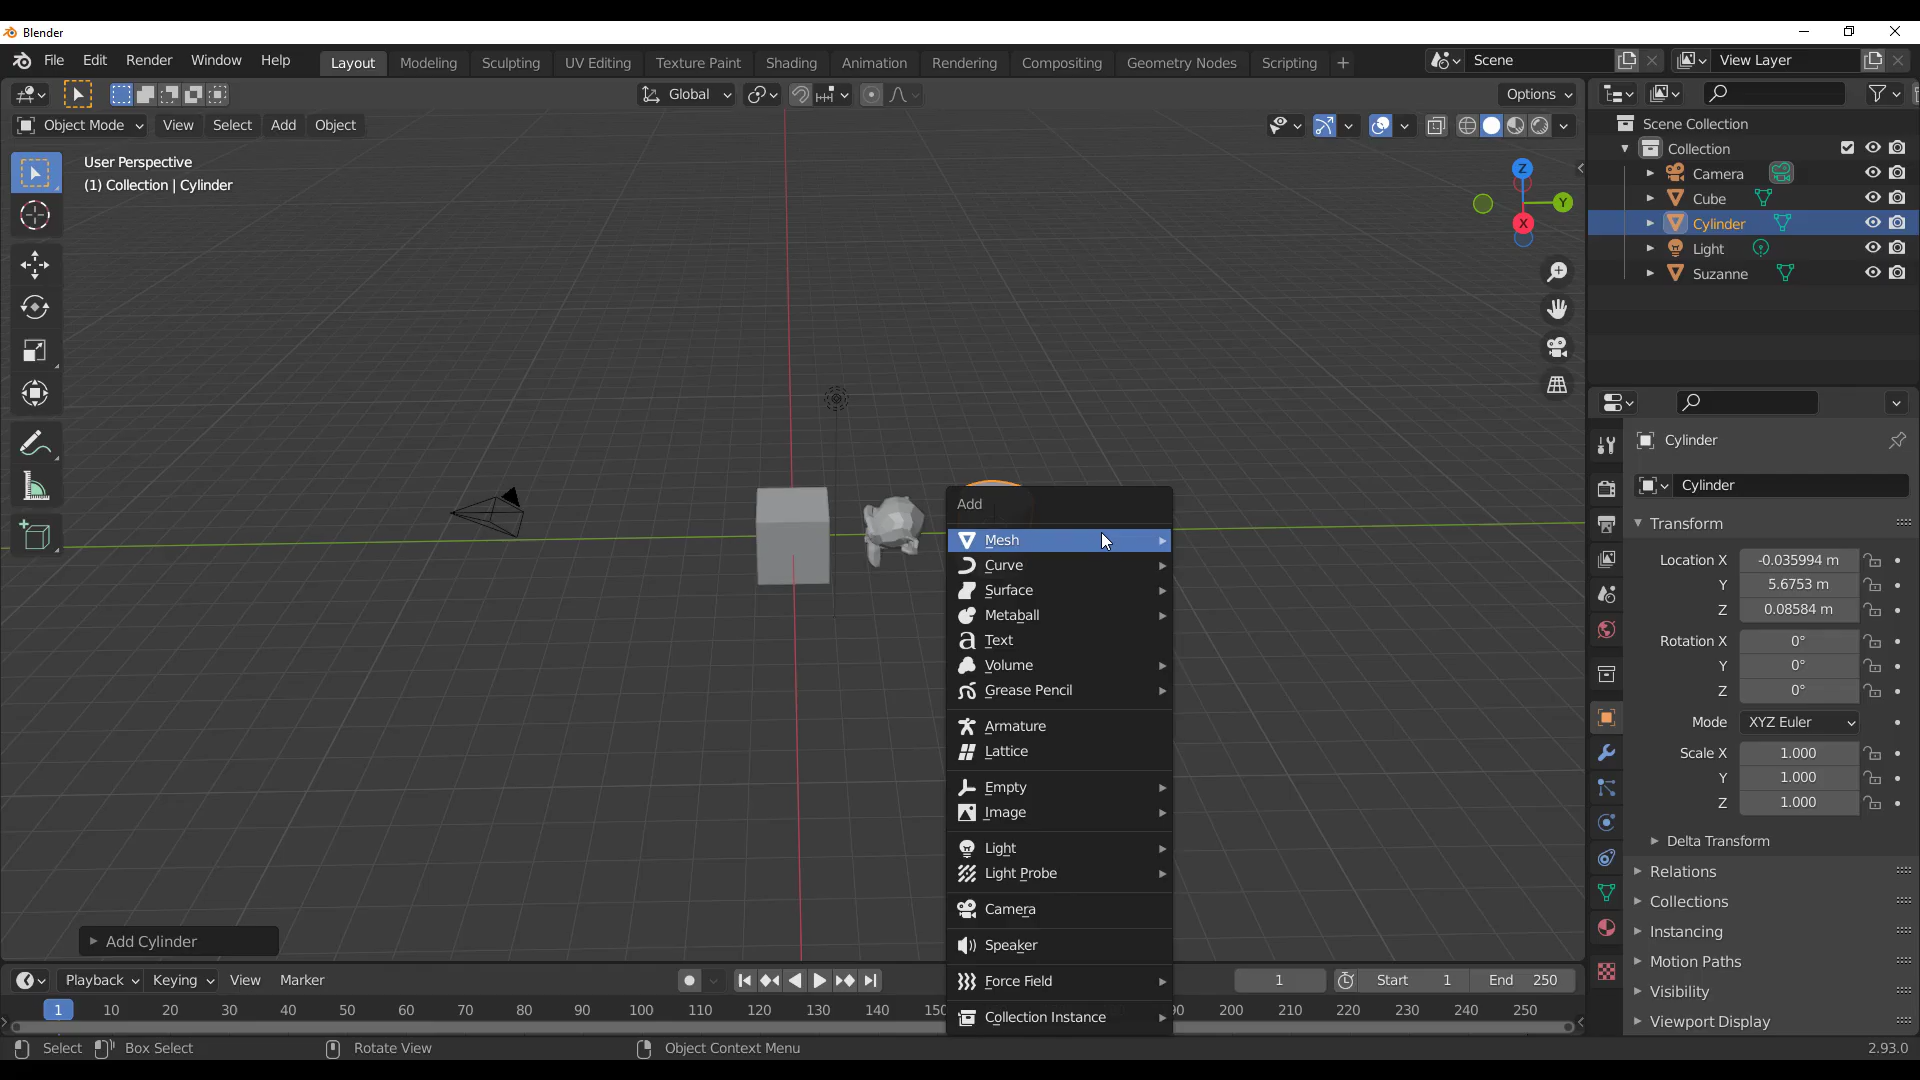 Blender
File Edit Render Window Help Layout Modeling Sculpting UV Editing Texture Paint Shading Animation Rendering Compositing Geometry Nodes Scripting + Scene View Layer
Global Options
Object Mode View Select Add Object
User Perspective
(1) Collection | Cylinder
Z
Y
X
Scene Collection
Collection
Camera
Cube
Cylinder
Light
Suzanne
Cylinder
Cylinder
Transform
Location X -0.035994 m
Y 5.6753 m
Z 0.08584 m
Rotation X 0°
Y 0°
Z 0°
Mode XYZ Euler
Scale X 1.000
Y 1.000
Z 1.000
Delta Transform
Relations
Collections
Instancing
Motion Paths
Visibility
Viewport Display
Add
Mesh
Curve
Surface
Metaball
Text
Volume
Grease Pencil
Armature
Lattice
Empty
Image
Light
Light Probe
Camera
Speaker
Force Field
Collection Instance
Add Cylinder
Playback Keying View Marker 1 Start 1 End 250
1 10 20 30 40 50 60 70 80 90 100 110 120 130 140 200 210 220 230 240 250
Select Box Select Rotate View Object Context Menu 2.93.0